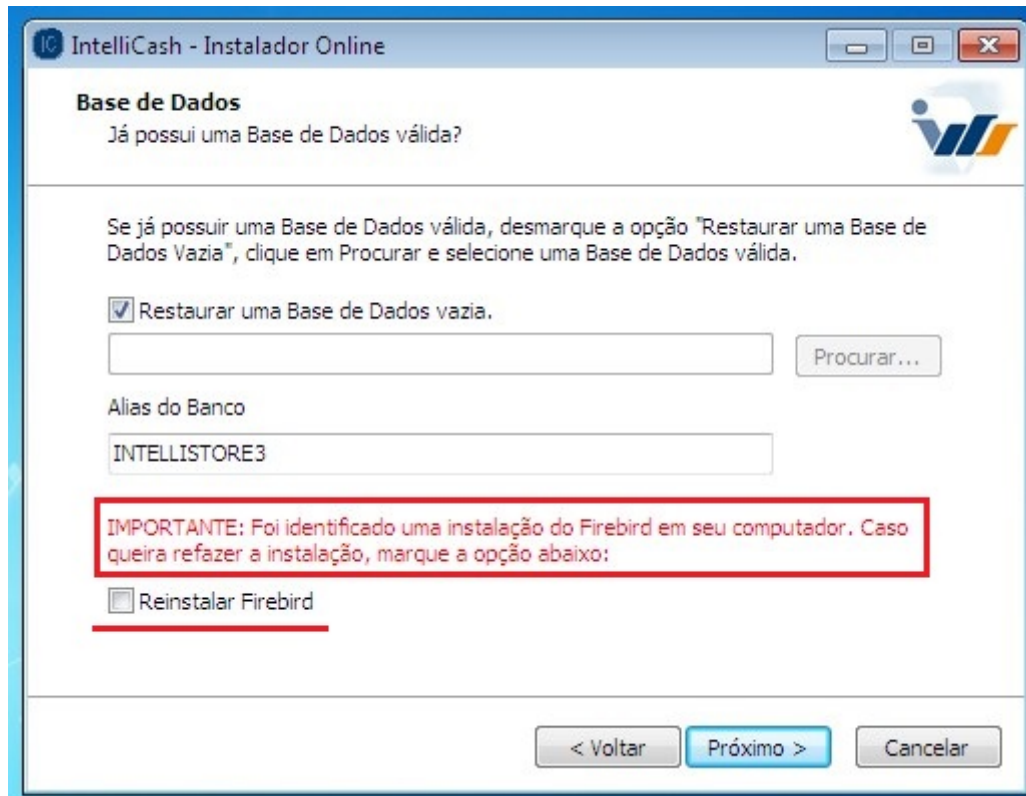 IntelliCash - Instalador Online
Base de Dados
Já possui uma Base de Dados válida?
Se já possuir uma Base de Dados válida, desmarque a opção "Restaurar uma Base de
Dados Vazia", clique em Procurar e selecione uma Base de Dados válida.
Restaurar uma Base de Dados vazia.
Procurar...
Alias do Banco
INTELLISTORE3
IMPORTANTE: Foi identificado uma instalação do Firebird em seu computador. Caso
queira refazer a instalação, marque a opção abaixo:
Reinstalar Firebird
< Voltar
Próximo >
Cancelar